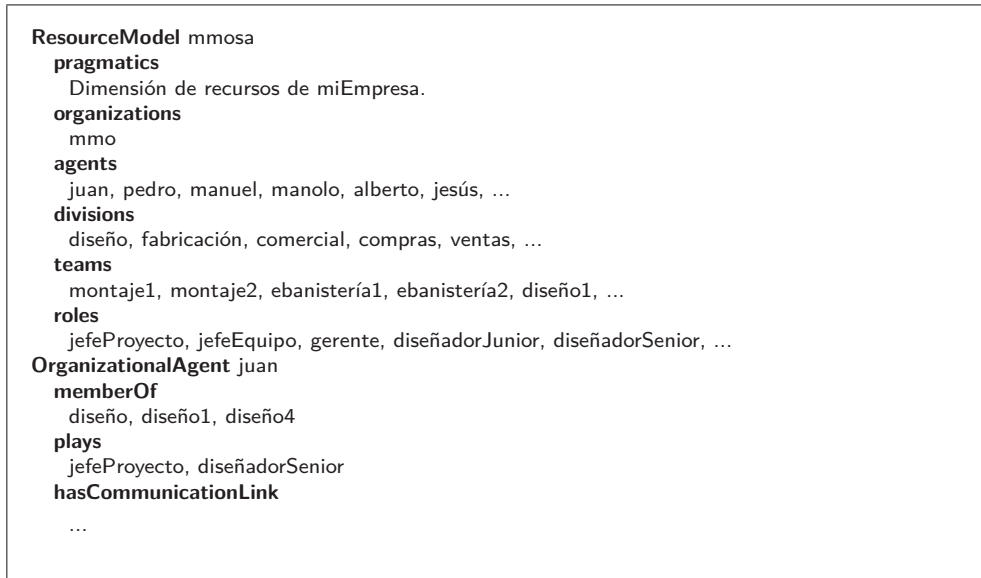 ResourceModel mmosa
pragmatics
Dimensión de recursos de miEmpresa.
organizations
mmo
agents
juan, pedro, manuel, manolo, alberto, jesús, ...
divisions
diseño, fabricación, comercial, compras, ventas, ...
teams
montaje1, montaje2, ebanistería1, ebanistería2, diseño1, ...
roles
jefeProyecto, jefeEquipo, gerente, diseñadorJunior, diseñadorSenior, ...
OrganizationalAgent juan
memberOf
diseño, diseño1, diseño4
plays
jefeProyecto, diseñadorSenior
hasCommunicationLink
...